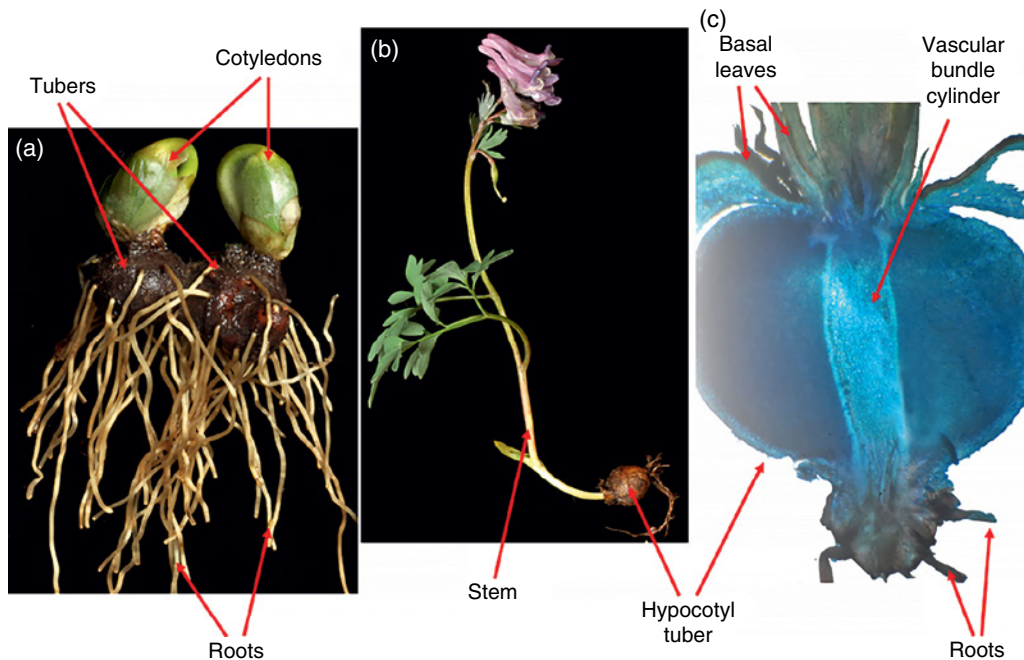 (a)
Tubers
Cotyledons
Roots
(b)
Stem
Hypocotyl
tuber
(c)
Basal
leaves
Vascular
bundle
cylinder
Roots